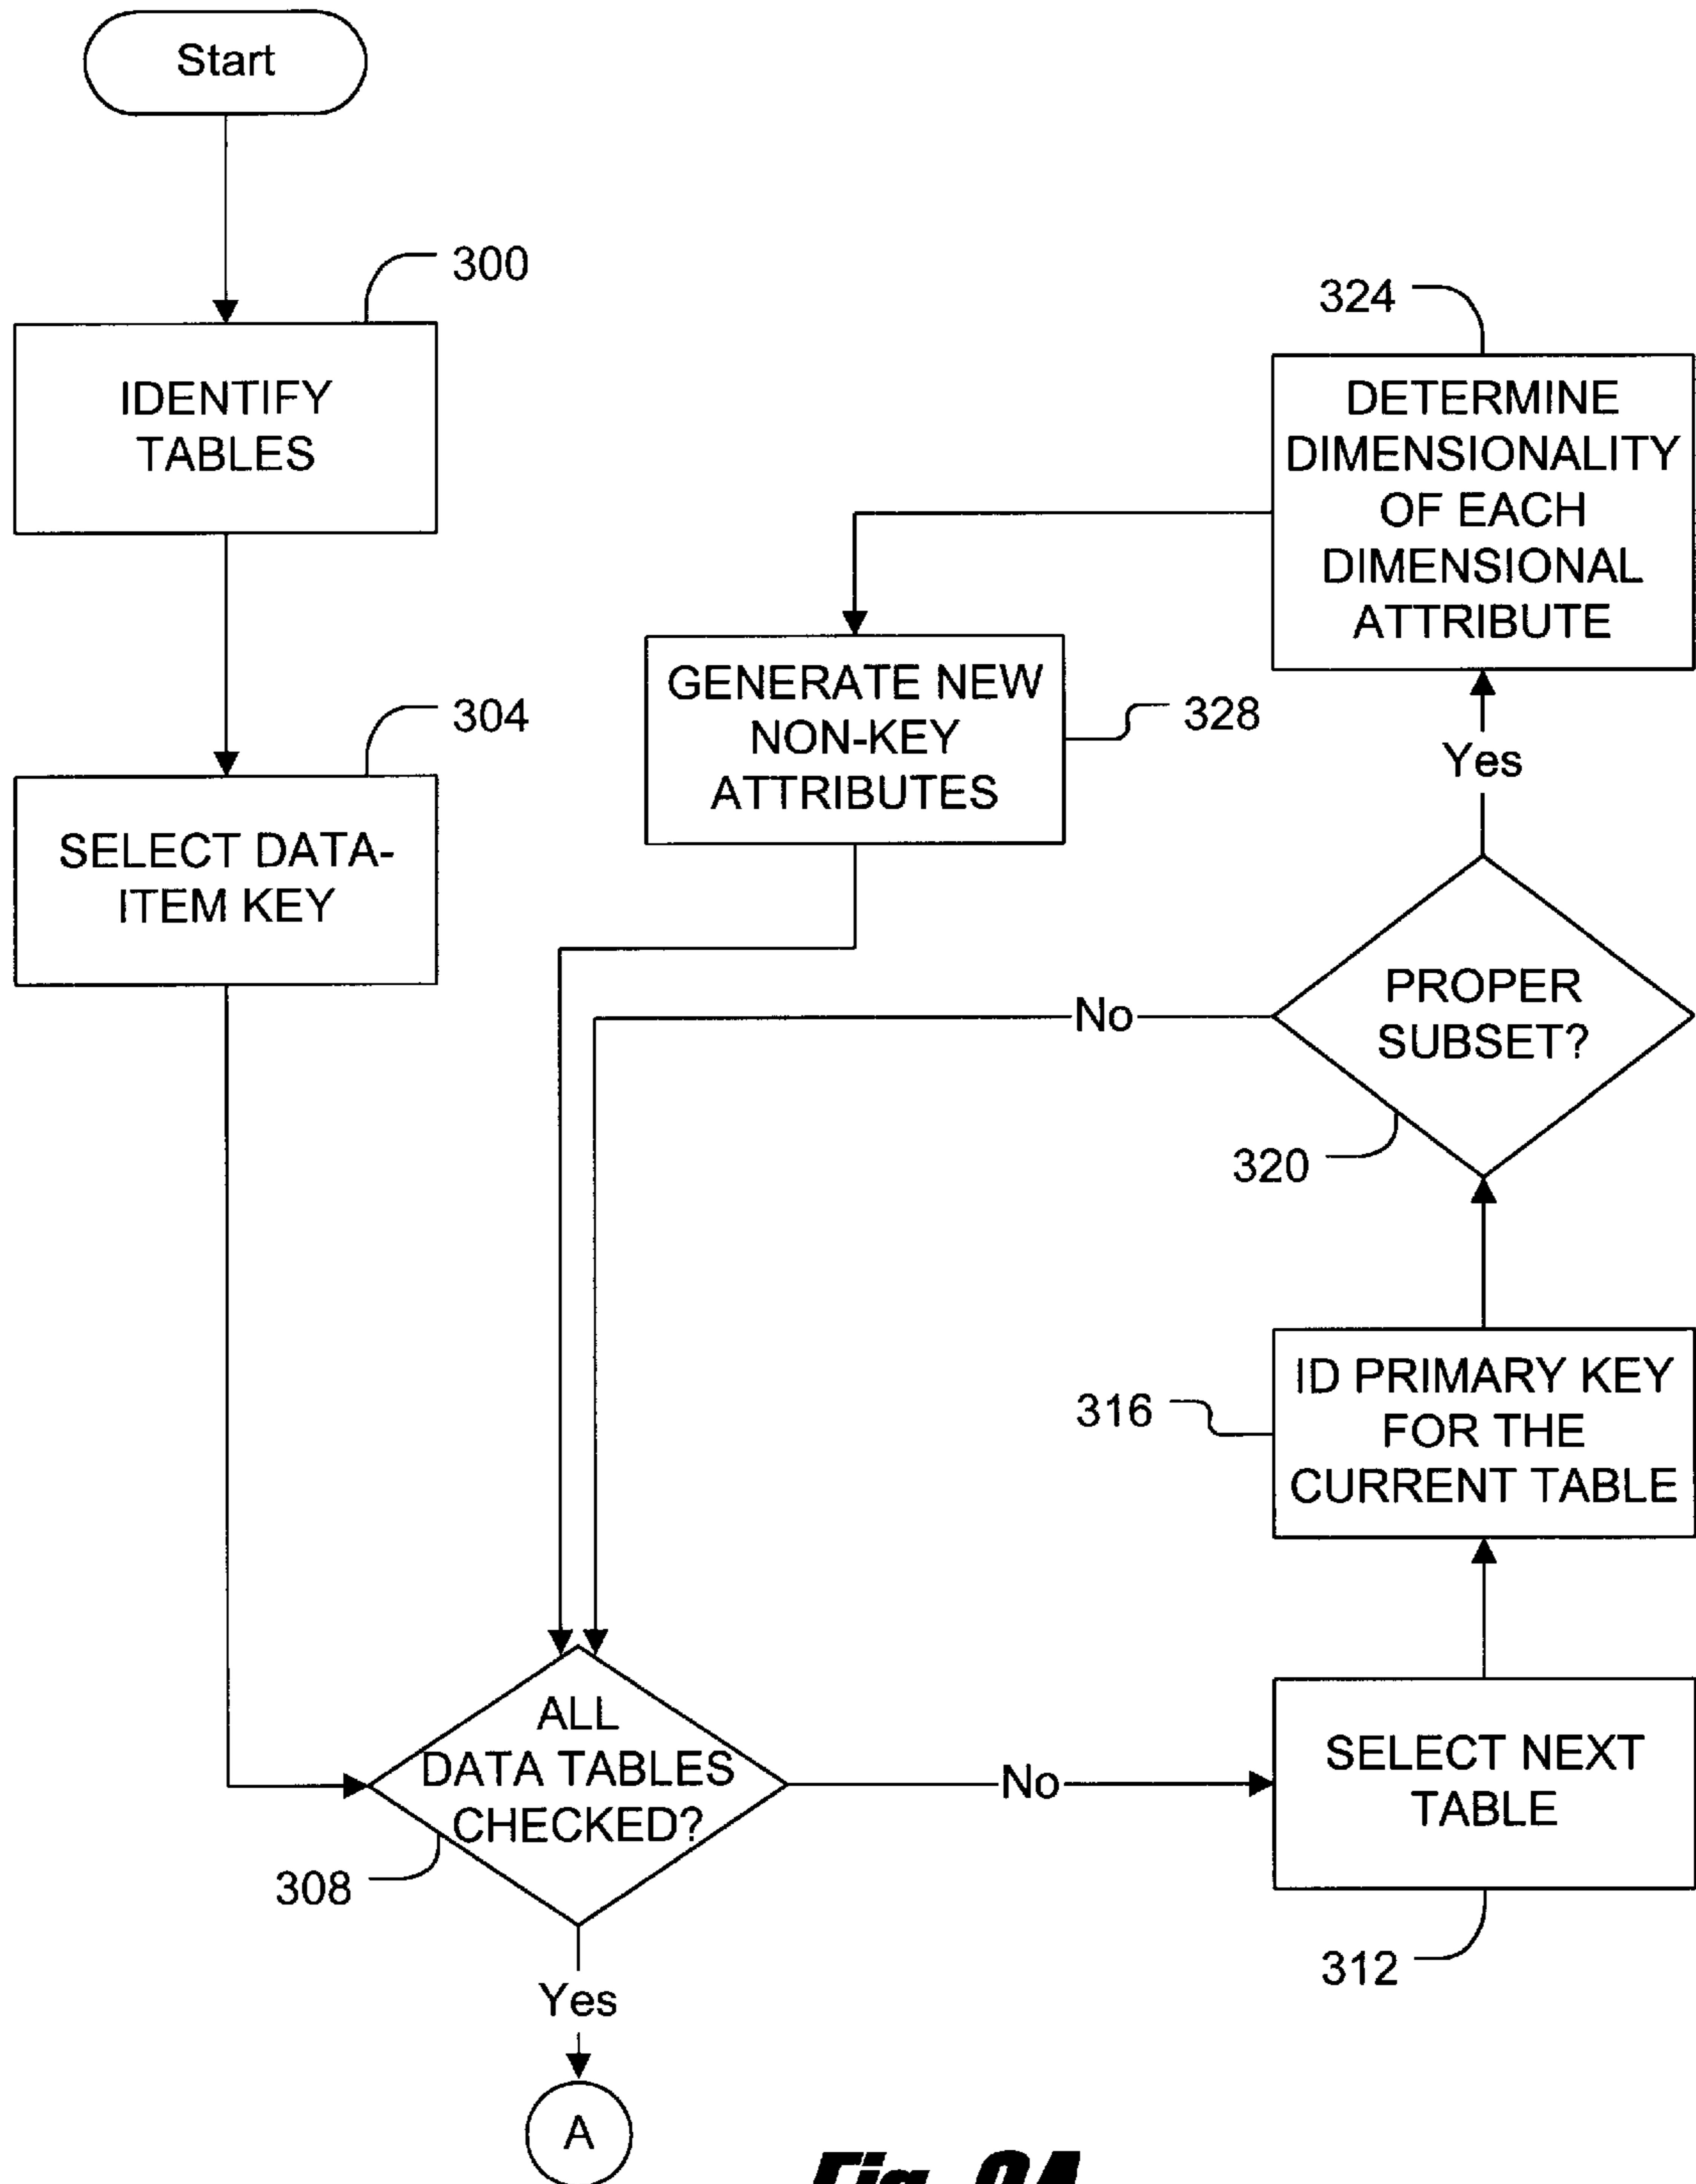 Start
300
IDENTIFY
TABLES
304
SELECT DATA-
ITEM KEY
324
DETERMINE
DIMENSIONALITY
OF EACH
DIMENSIONAL
ATTRIBUTE
GENERATE NEW
NON-KEY
ATTRIBUTES
328
Yes
PROPER
SUBSET?
No
320
ID PRIMARY KEY
FOR THE
CURRENT TABLE
316
ALL
DATA TABLES
CHECKED?
308
No
SELECT NEXT
TABLE
312
Yes
A